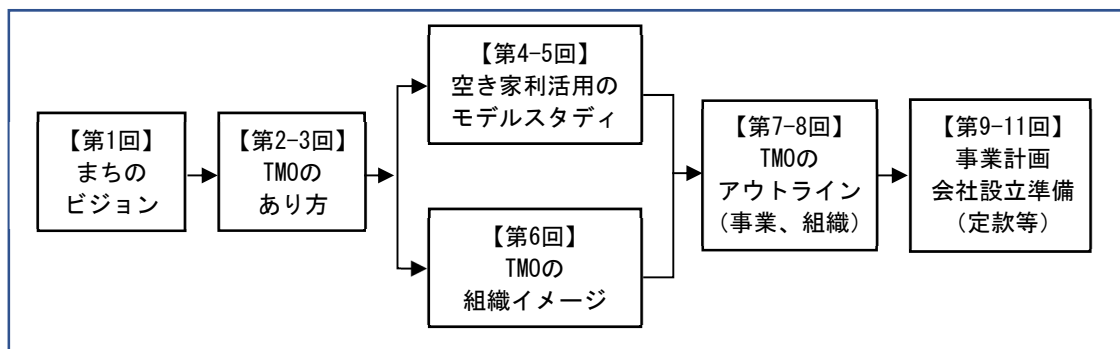 【第1回】
まちの
ビジョン
【第2-3回】
TMOの
あり方
【第4-5回】
空き家利活用の
モデルスタディ
【第6回】
TMOの
組織イメージ
【第7-8回】
TMOの
アウトライン
（事業、組織）
【第9-11回】
事業計画
会社設立準備
（定款等）